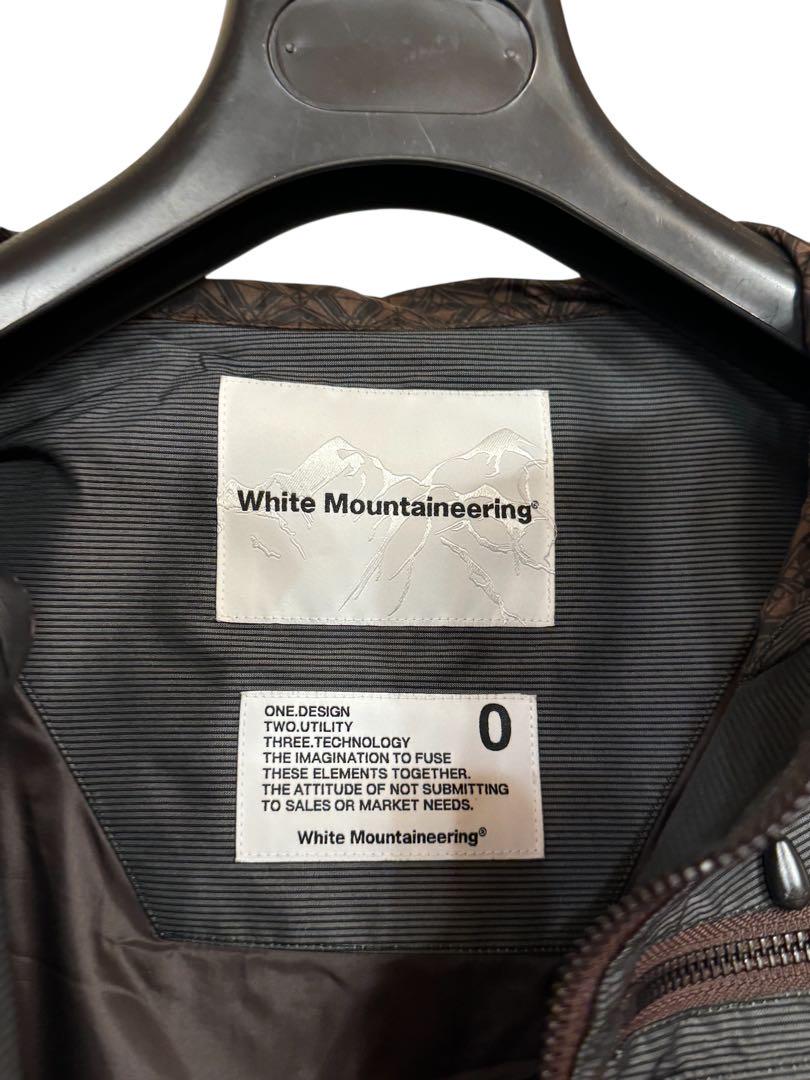 White Mountaineering®
ONE.DESIGN 0
TWO.UTILITY
THREE.TECHNOLOGY
THE IMAGINATION TO FUSE
THESE ELEMENTS TOGETHER.
THE ATTITUDE OF NOT SUBMITTING
TO SALES OR MARKET NEEDS.
White Mountaineering®